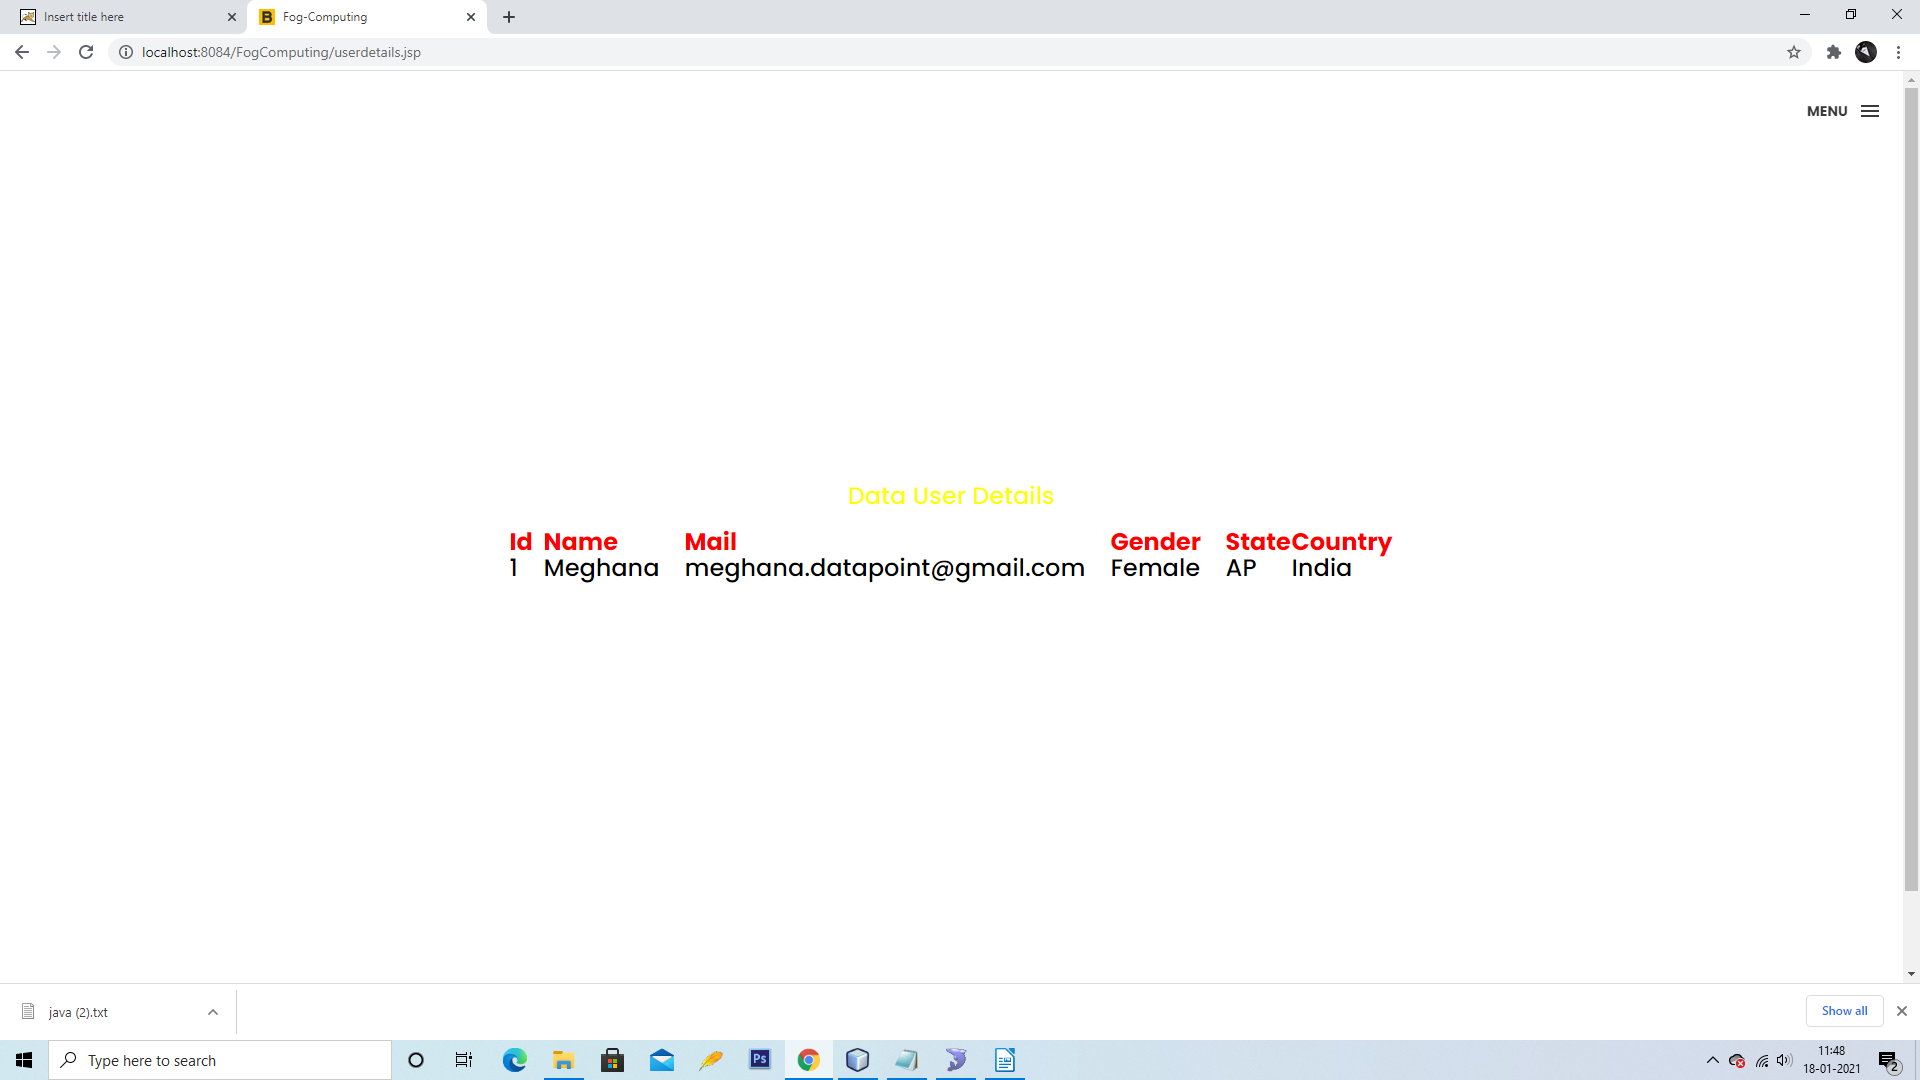 Insert title here
Fog-Computing
localhost:8084/FogComputing/userdetails.jsp
MENU
Data User Details
Id Name Mail Gender State Country
1 Meghana meghana.datapoint@gmail.com Female AP India
java (2).txt
Show all
Type here to search
Ps
11:48
18-01-2021
2